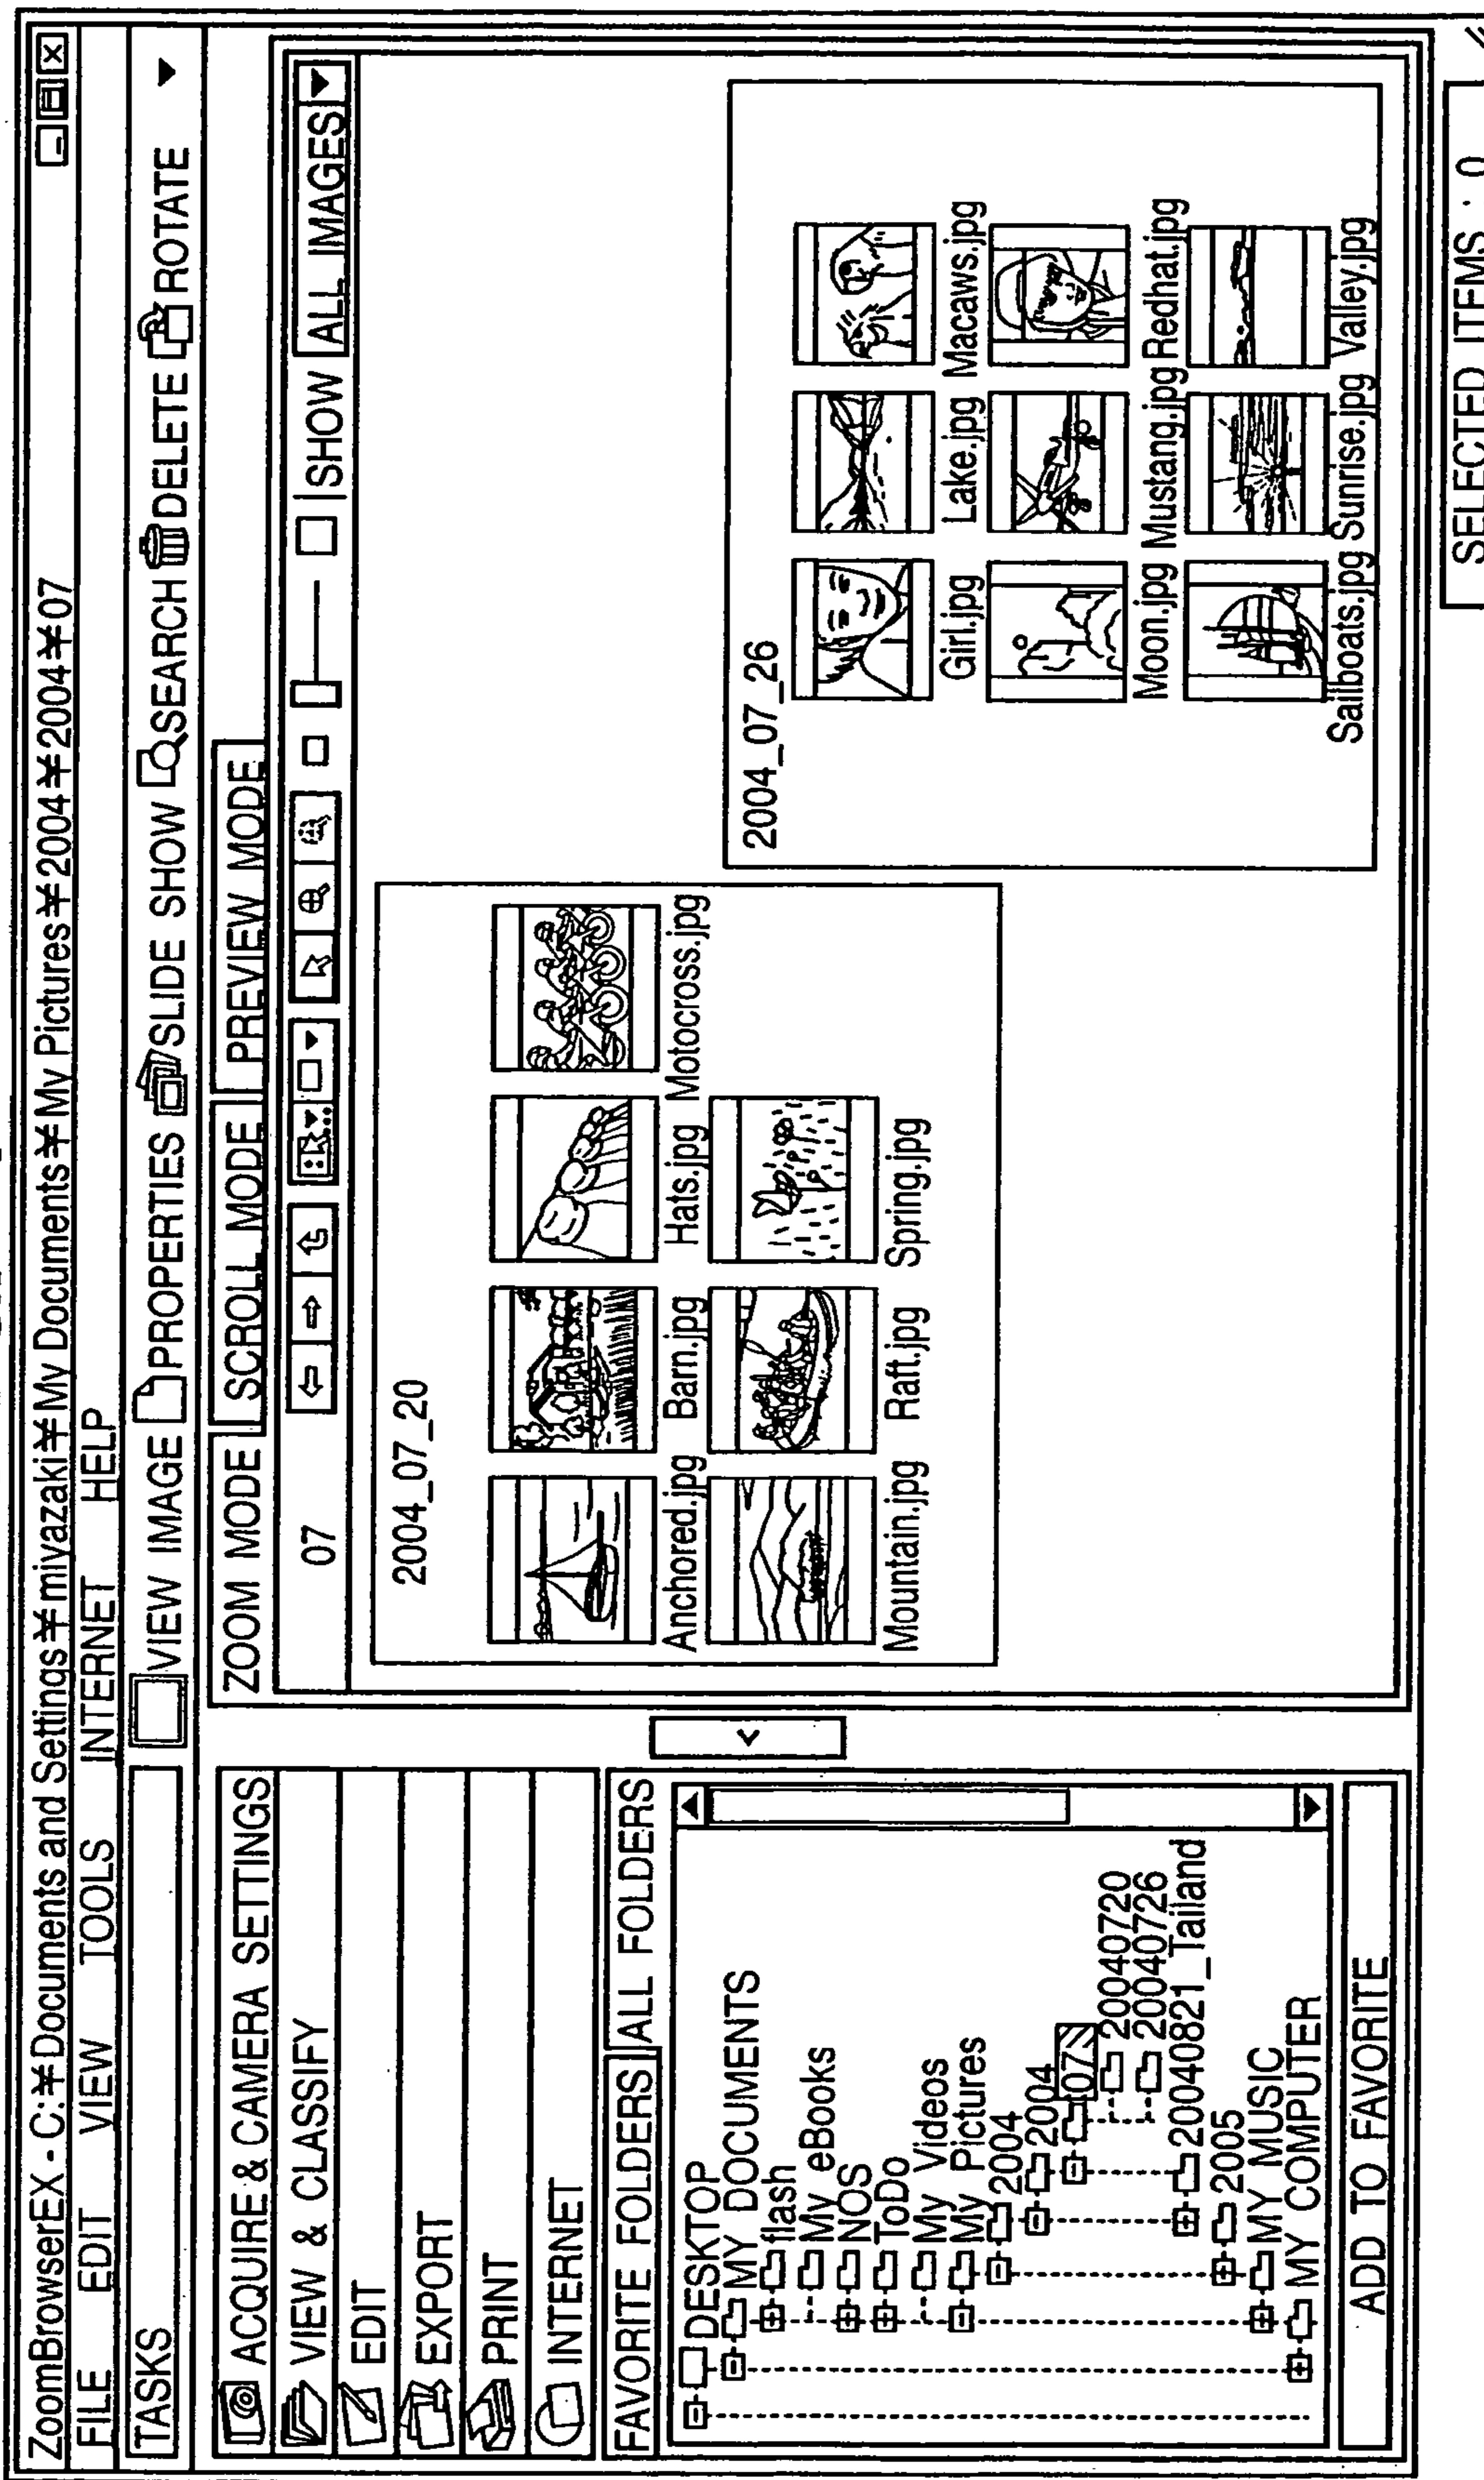 ZoomBrowserEX - C:¥Documents and Settings¥miyazaki¥My Documents¥My Pictures¥2004¥2004¥07
FILE EDIT VIEW TOOLS INTERNET HELP
TASKS
VIEW IMAGE PROPERTIES SLIDE SHOW SEARCH DELETE ROTATE
ACQUIRE & CAMERA SETTINGS
VIEW & CLASSIFY
EDIT
EXPORT
PRINT
INTERNET
FAVORITE FOLDERS ALL FOLDERS
DESKTOP
MY DOCUMENTS
flash
My eBooks
NOS
ToDo
My Videos
My Pictures
2004
2004
07
20040720
20040726
20040821_Tailand
2005
MY MUSIC
MY COMPUTER
ADD TO FAVORITE
ZOOM MODE SCROLL MODE PREVIEW MODE
07 SHOW ALL IMAGES
2004_07_20
Anchored.jpg Barn.jpg Hats.jpg Motocross.jpg
Mountain.jpg Raft.jpg Spring.jpg
2004_07_26
Girl.jpg Lake.jpg Macaws.jpg
Moon.jpg Mustang.jpg Redhat.jpg
Sailboats.jpg Sunrise.jpg Valley.jpg
SELECTED ITEMS : 0